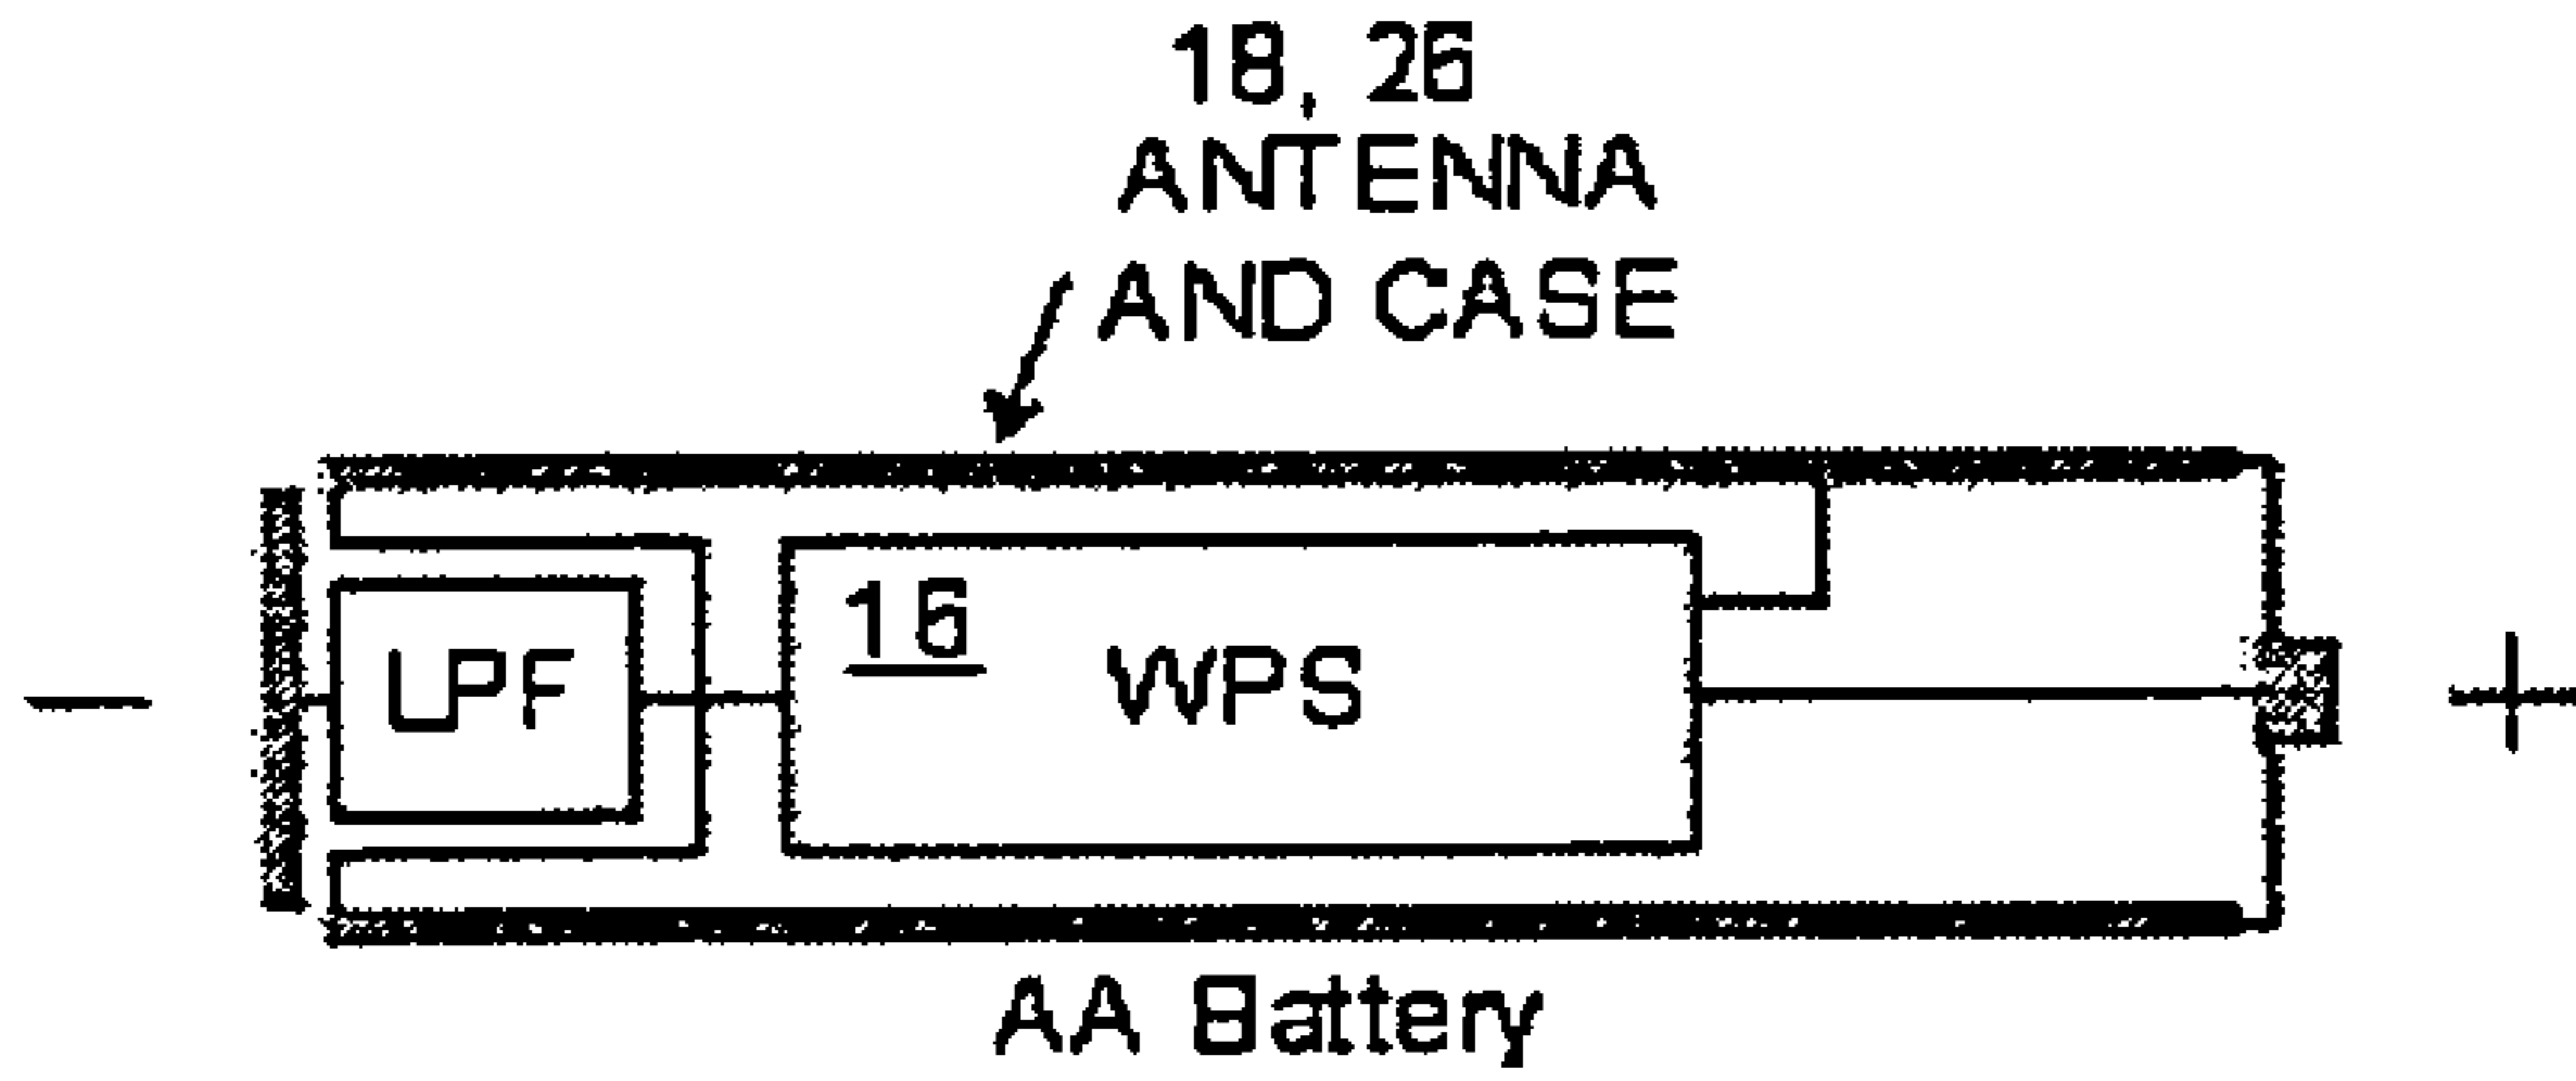 18, 26
ANTENNA
AND CASE
16
LPF
WPS
−
+
AA Battery